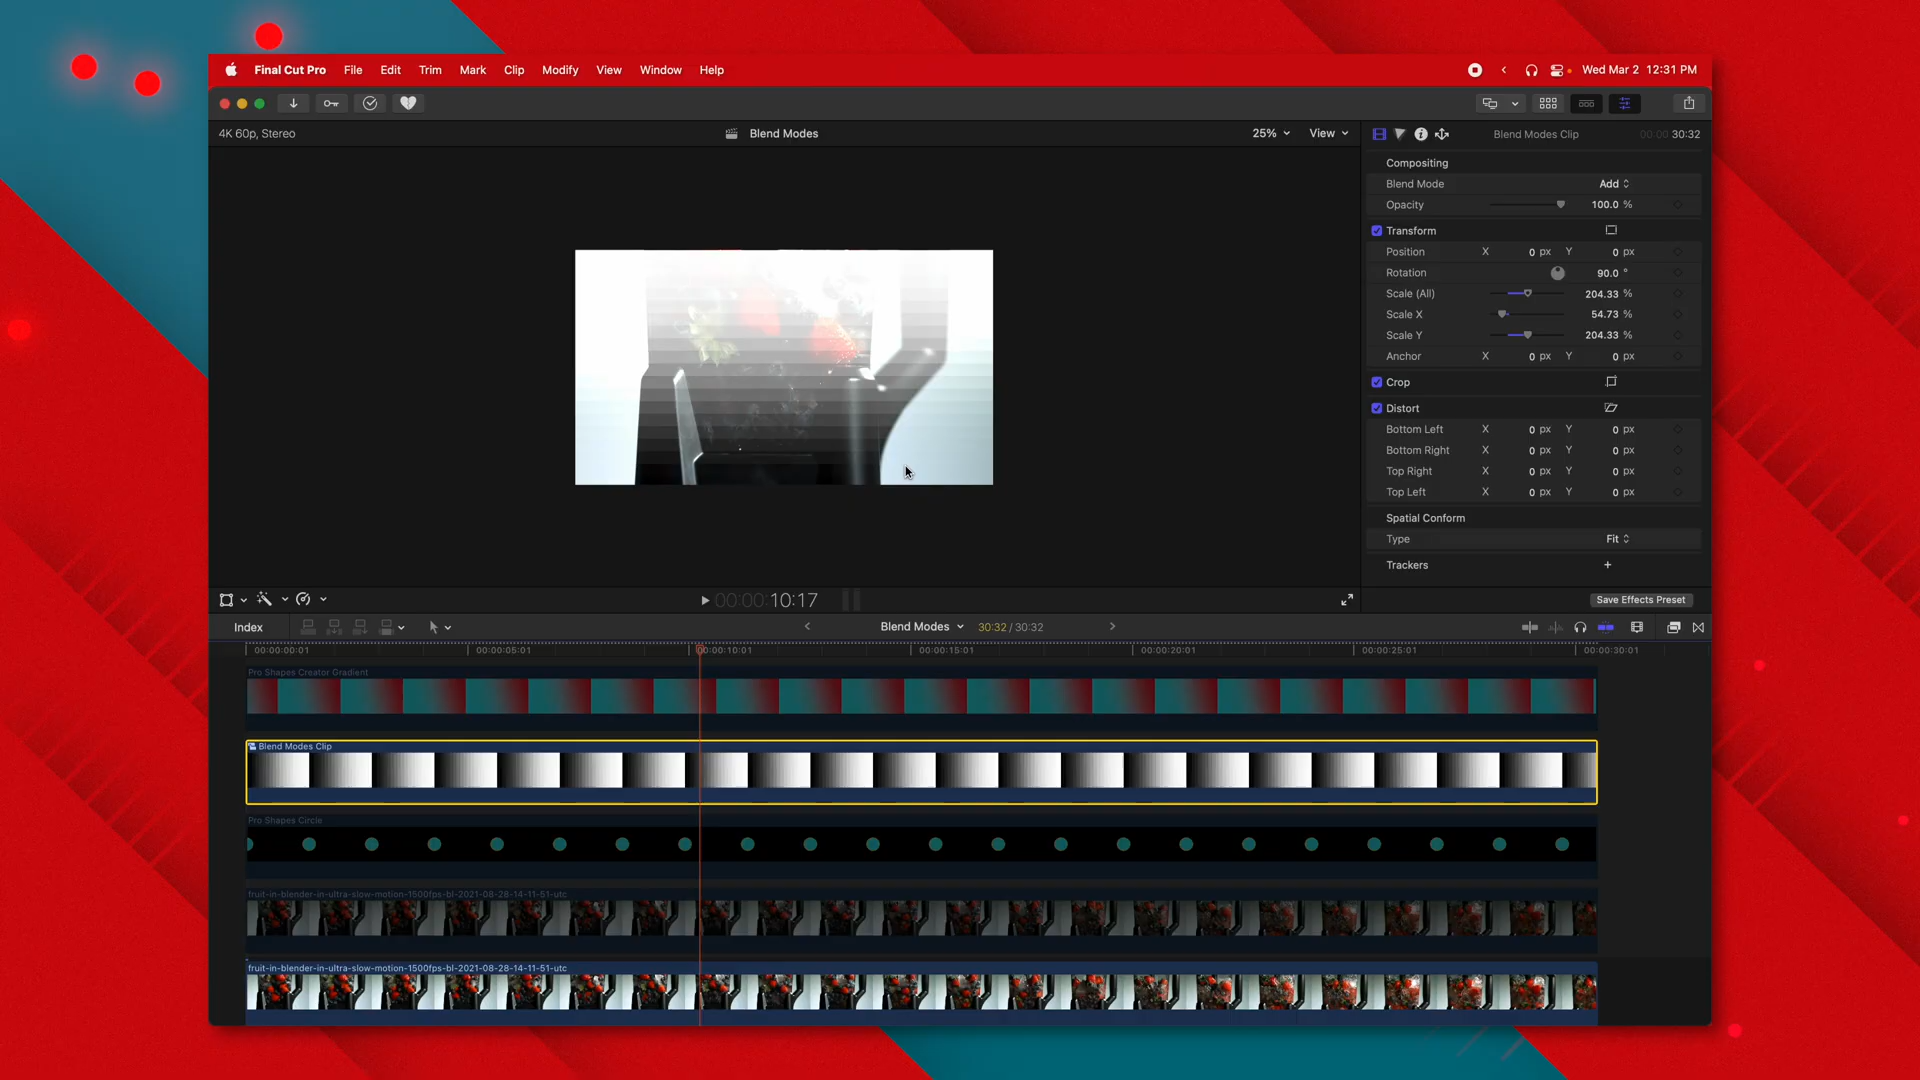 Final Cut Pro File Edit Trim Mark Clip Modify View Window Help Wed Mar 2 12:31 PM
4K 60p, Stereo Blend Modes 25% View Blend Modes Clip 00:00 30:32
Compositing
Blend Mode Add
Opacity 100.0 %
Transform
Position X 0 px Y 0 px
Rotation 90.0 °
Scale (All) 204.33 %
Scale X 54.73 %
Scale Y 204.33 %
Anchor X 0 px Y 0 px
Crop
Distort
Bottom Left X 0 px Y 0 px
Bottom Right X 0 px Y 0 px
Top Right X 0 px Y 0 px
Top Left X 0 px Y 0 px
Spatial Conform
Type Fit
Trackers +
00:00:10:17 Save Effects Preset
Index Blend Modes 30:32 / 30:32
00:00:00:01 00:00:05:01 00:00:10:01 00:00:15:01 00:00:20:01 00:00:25:01 00:00:30:01
Pro Shapes Creator Gradient
Blend Modes Clip
Pro Shapes Circle
fruit-in-blender-in-ultra-slow-motion-1500fps-bl-2021-08-28-14-11-51-utc
fruit-in-blender-in-ultra-slow-motion-1500fps-bl-2021-08-28-14-11-51-utc